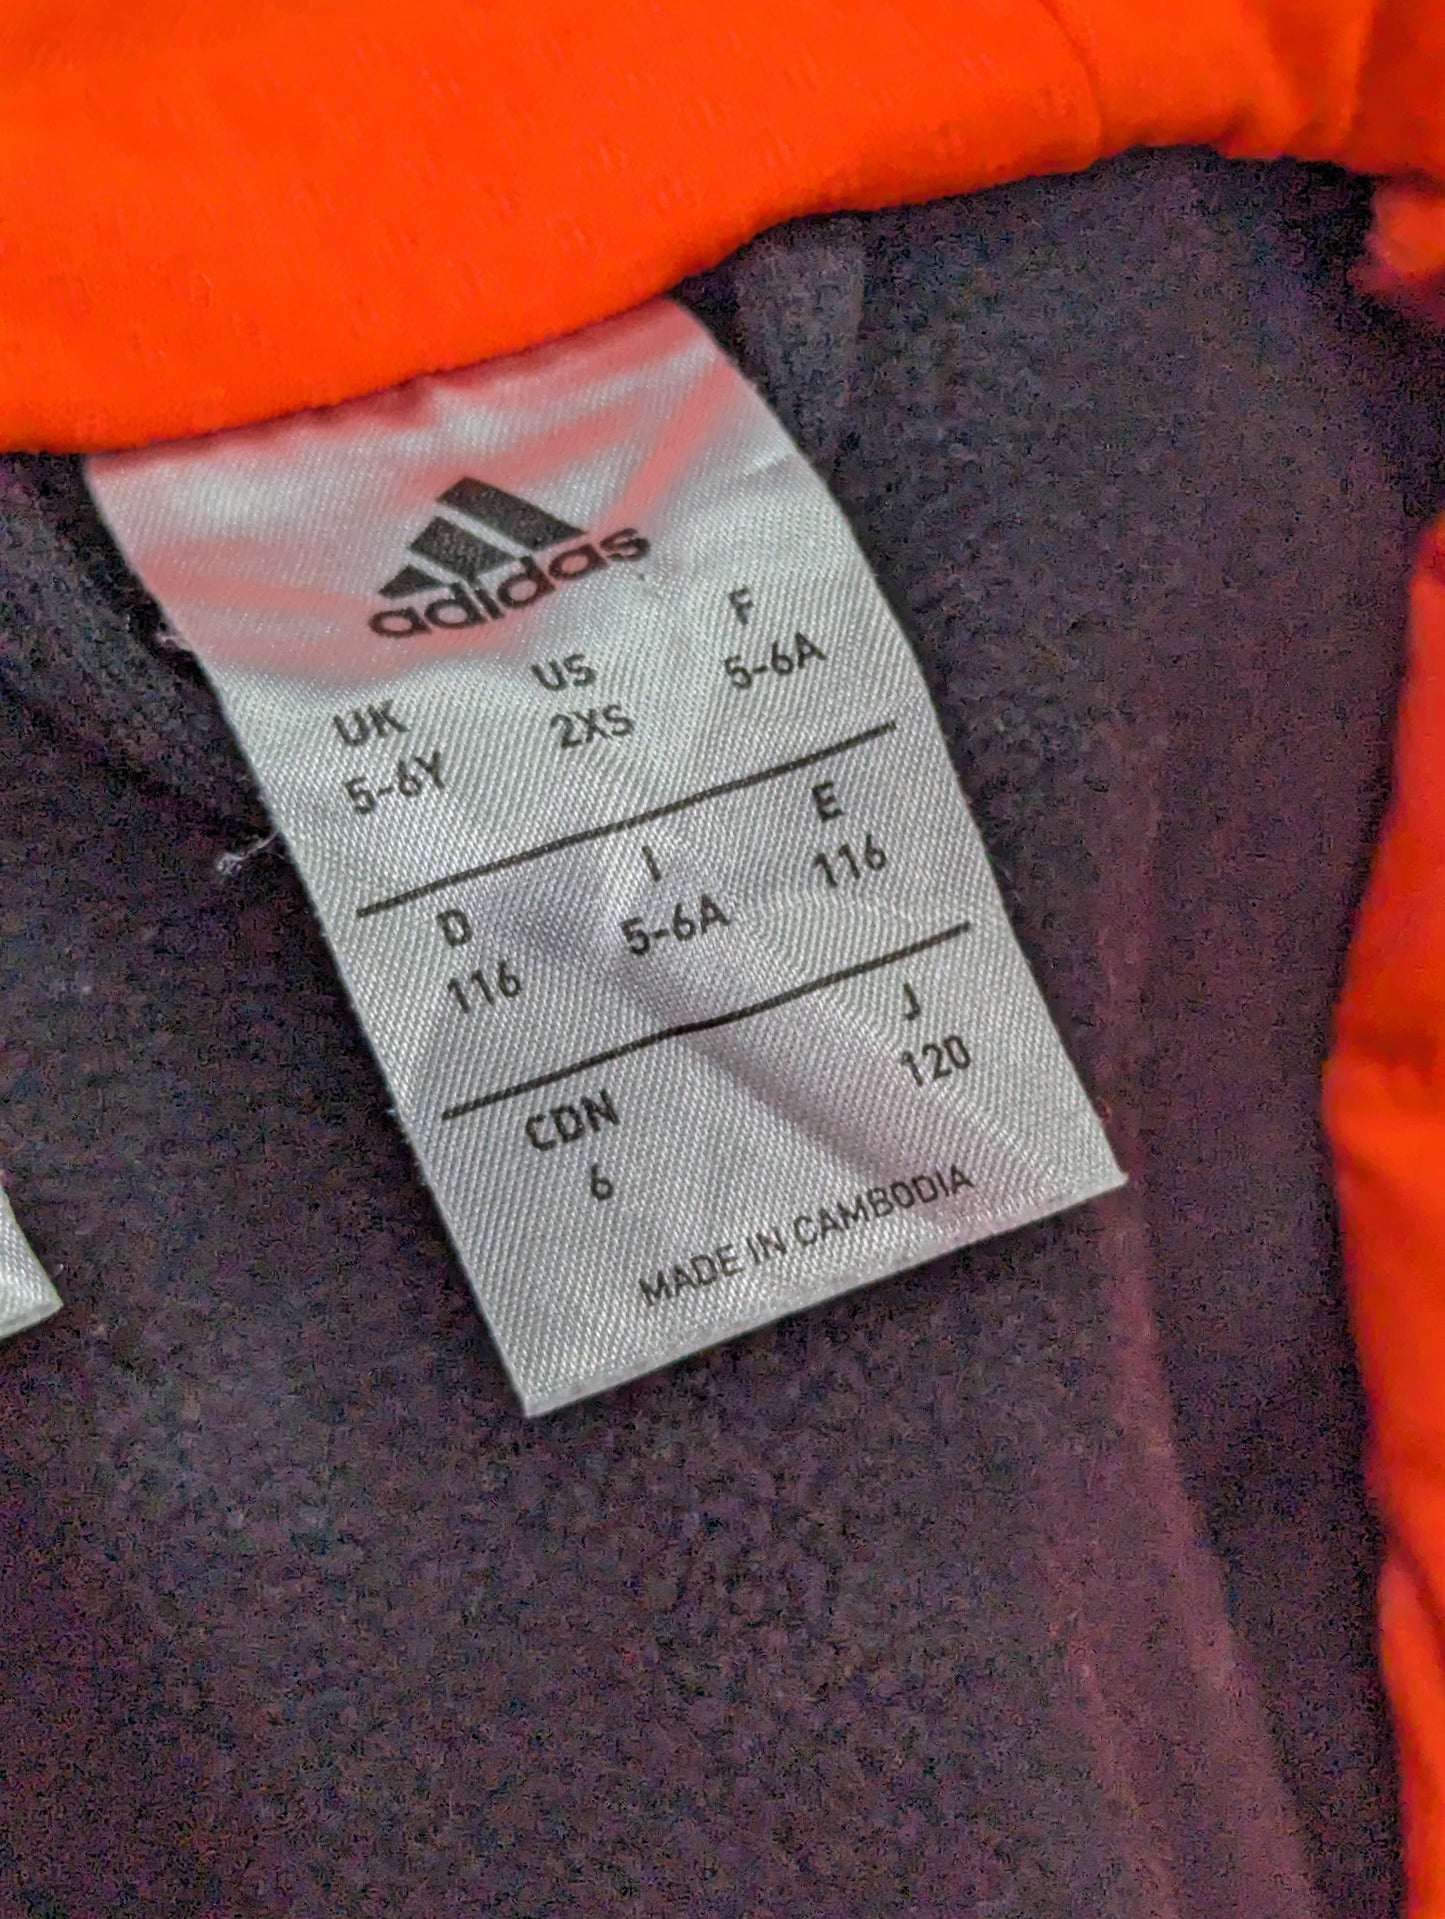 adidas
UK US F
5-6Y 2XS 5-6A
D I E
116 5-6A 116
CDN J
6 120
MADE IN CAMBODIA